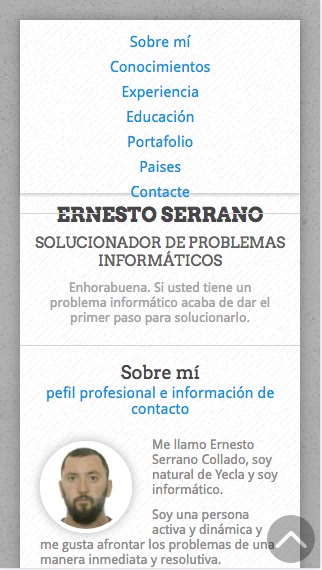 Sobre mí
Conocimientos
Experiencia
Educación
Portafolio
Paises
Contacte
ERNESTO SERRANO
SOLUCIONADOR DE PROBLEMAS
INFORMÁTICOS
Enhorabuena. Si usted tiene un
problema informático acaba de dar el
primer paso para solucionarlo.
Sobre mí
pefil profesional e información de
contacto
Me llamo Ernesto
Serrano Collado, soy
natural de Yecla y soy
informático.
Soy una persona
activa y dinámica y
me gusta afrontar los problemas de una
manera inmediata y resolutiva.